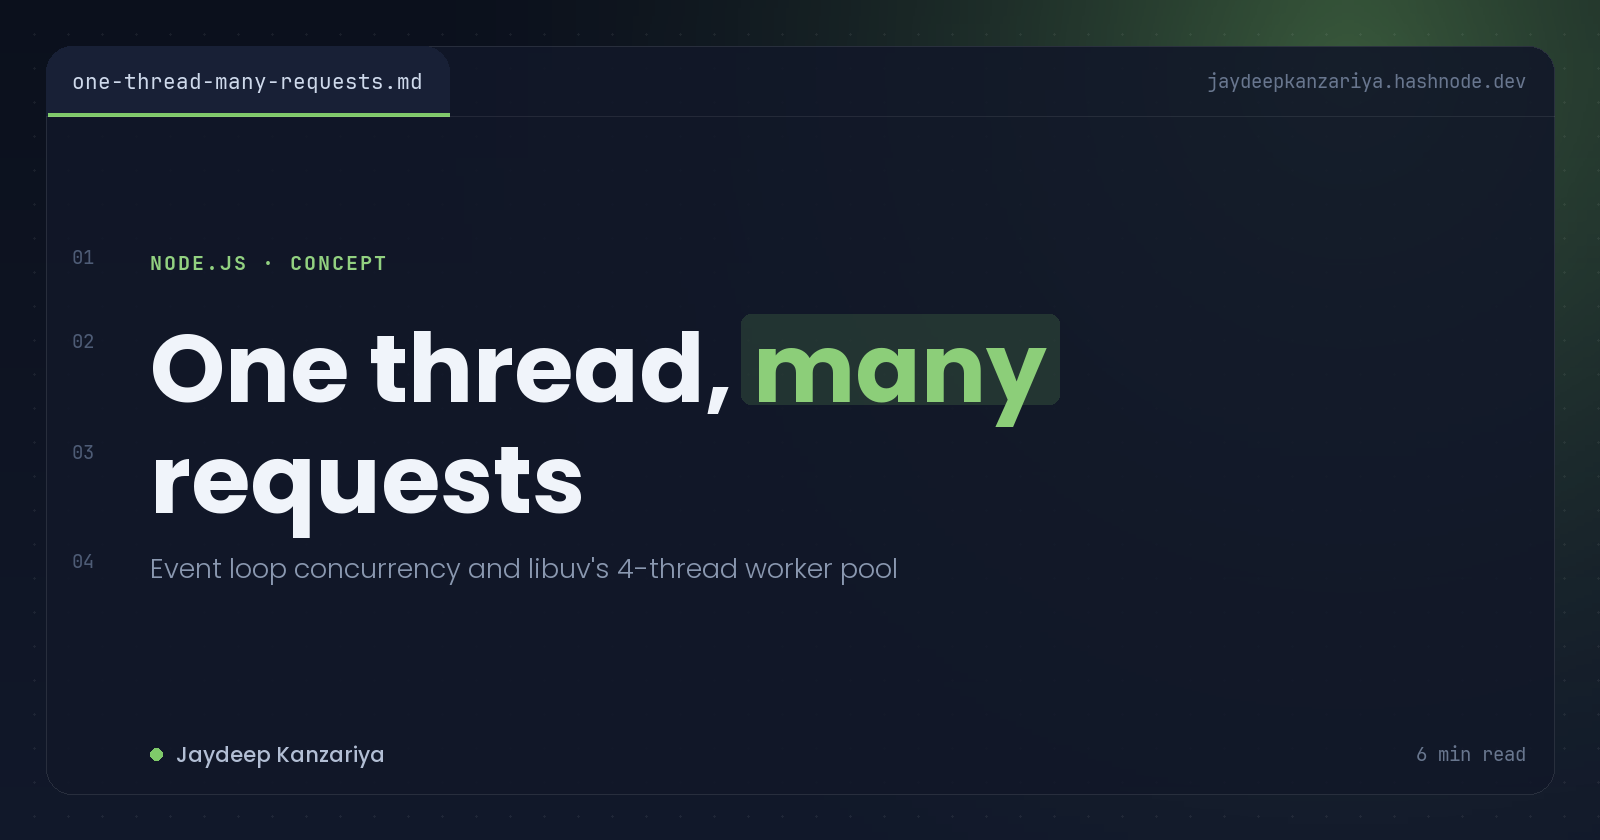 one-thread-many-requests.md
jaydeepkanzariya.hashnode.dev
01
NODE.JS · CONCEPT
02
One thread, many
03
requests
04
Event loop concurrency and libuv's 4-thread worker pool
Jaydeep Kanzariya
6 min read